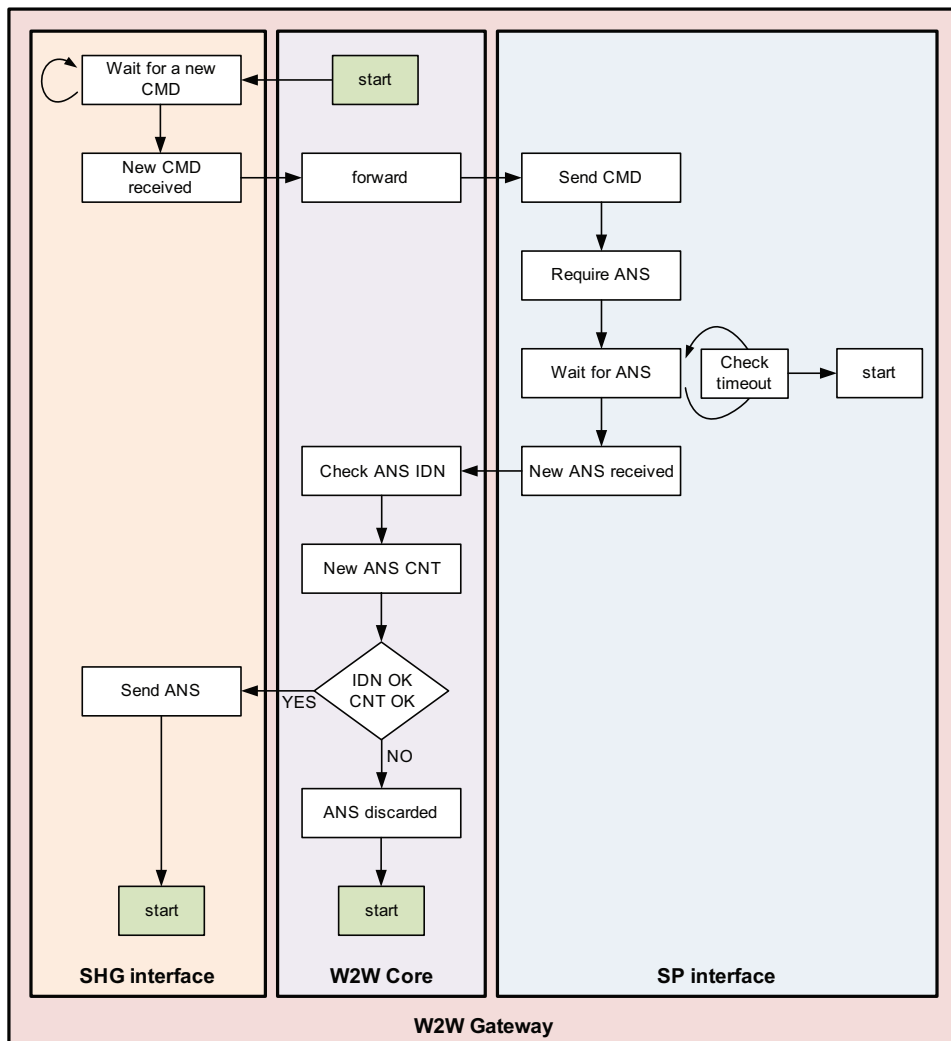 Wait for a new
CMD
start
New CMD
received
forward
Send CMD
Require ANS
Wait for ANS
Check
timeout
start
Check ANS IDN
New ANS received
New ANS CNT
IDN OK
CNT OK
YES
Send ANS
NO
ANS discarded
start
start
SHG interface
W2W Core
SP interface
W2W Gateway